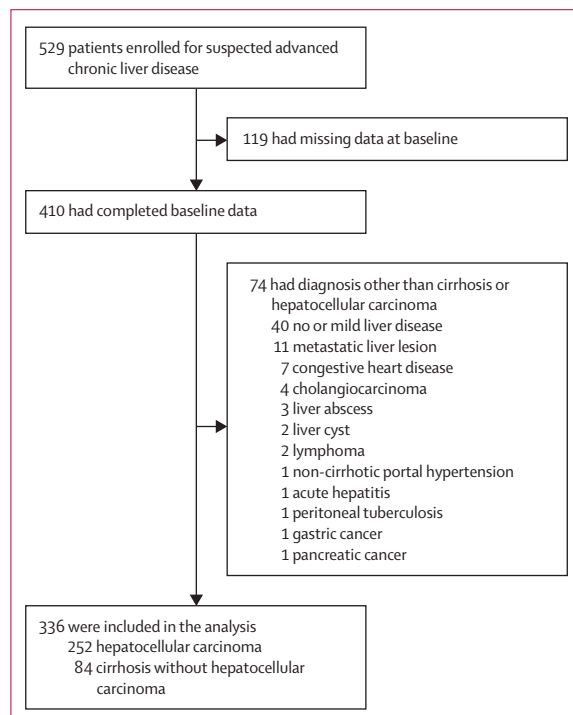 529 patients enrolled for suspected advanced
chronic liver disease
119 had missing data at baseline
410 had completed baseline data
74 had diagnosis other than cirrhosis or
hepatocellular carcinoma
40 no or mild liver disease
11 metastatic liver lesion
7 congestive heart disease
4 cholangiocarcinoma
3 liver abscess
2 liver cyst
2 lymphoma
1 non-cirrhotic portal hypertension
1 acute hepatitis
1 peritoneal tuberculosis
1 gastric cancer
1 pancreatic cancer
336 were included in the analysis
252 hepatocellular carcinoma
84 cirrhosis without hepatocellular
carcinoma